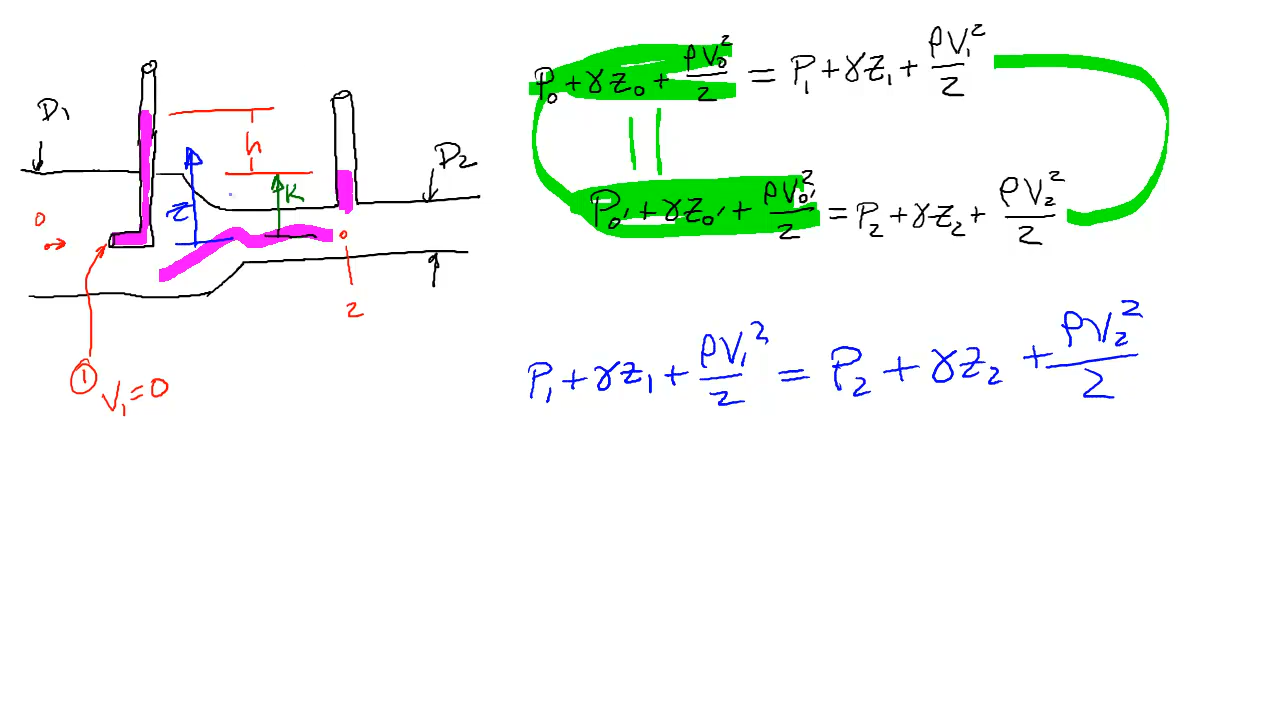 P₀ + γz₀ + ρV₀²/2 = P₁ + γz₁ + ρV₁²/2
D₁
h
D₂
K
z
P₀' + γz₀' + ρV₀'²/2 = P₂ + γz₂ + ρV₂²/2
0
2
P₁ + γz₁ + ρV₁²/2 = P₂ + γz₂ + ρV₂²/2
① V₁=0